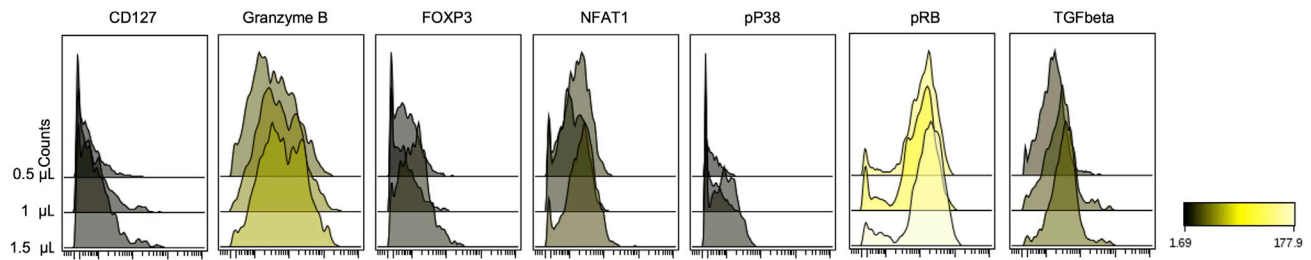 CD127 Granzyme B FOXP3 NFAT1 pP38 pRB TGFbeta
Counts
0.5 µL
1 µL
1.5 µL
1.69 177.9